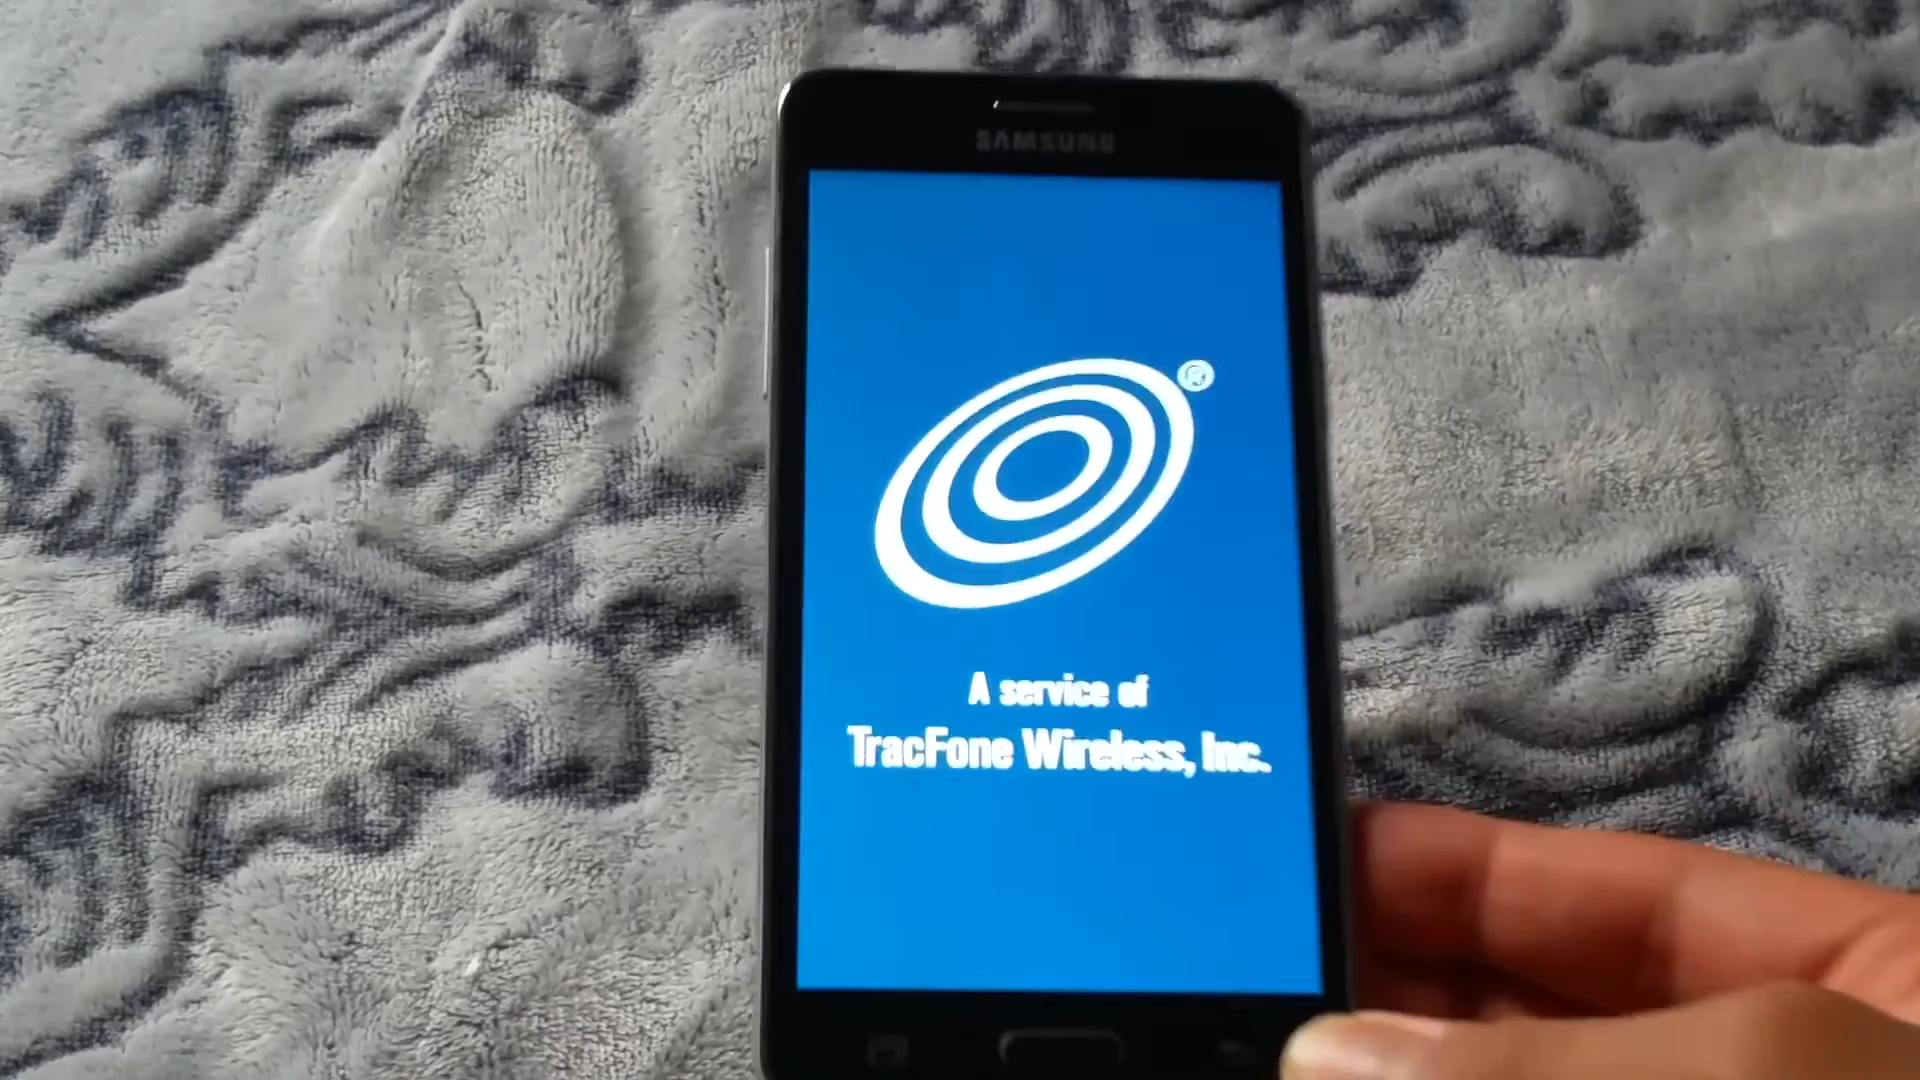 SAMSUNG
®
A service of
TracFone Wireless, Inc.